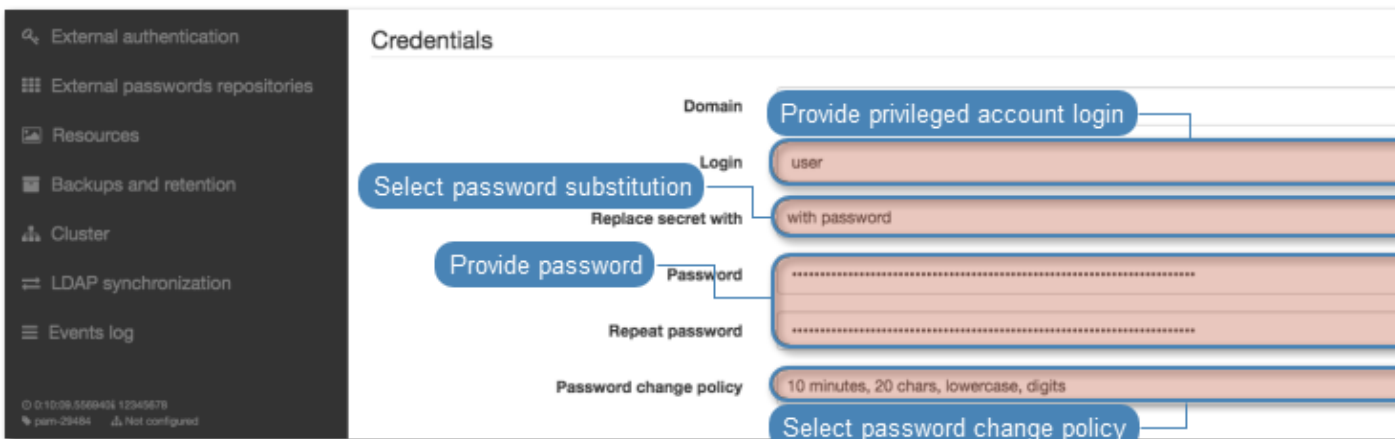 External authentication
External passwords repositories
Resources
Backups and retention
Cluster
LDAP synchronization
Events log
pam-29484 Not configured
Credentials
Domain
Provide privileged account login
Login user
Select password substitution
Replace secret with with password
Provide password
Password
Repeat password
Password change policy 10 minutes, 20 chars, lowercase, digits
Select password change policy